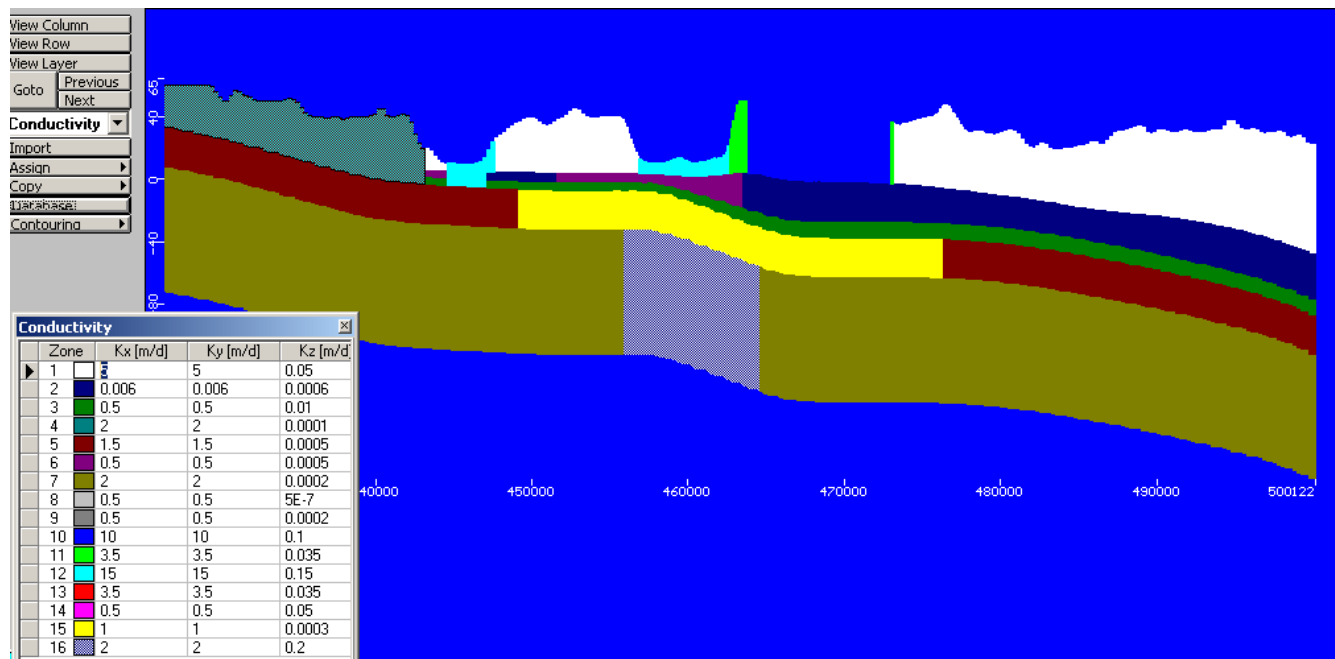 View Column
View Row
View Layer
Goto
Previous
Next
Conductivity
Import
Assign
Copy
Database
Contouring
65
40
0
-40
-80
40000
450000
460000
470000
480000
490000
500122
Conductivity
Zone Kx [m/d] Ky [m/d] Kz [m/d
1 5 5 0.05
2 0.006 0.006 0.0006
3 0.5 0.5 0.01
4 2 2 0.0001
5 1.5 1.5 0.0005
6 0.5 0.5 0.0005
7 2 2 0.0002
8 0.5 0.5 5E-7
9 0.5 0.5 0.0002
10 10 10 0.1
11 3.5 3.5 0.035
12 15 15 0.15
13 3.5 3.5 0.035
14 0.5 0.5 0.05
15 1 1 0.0003
16 2 2 0.2